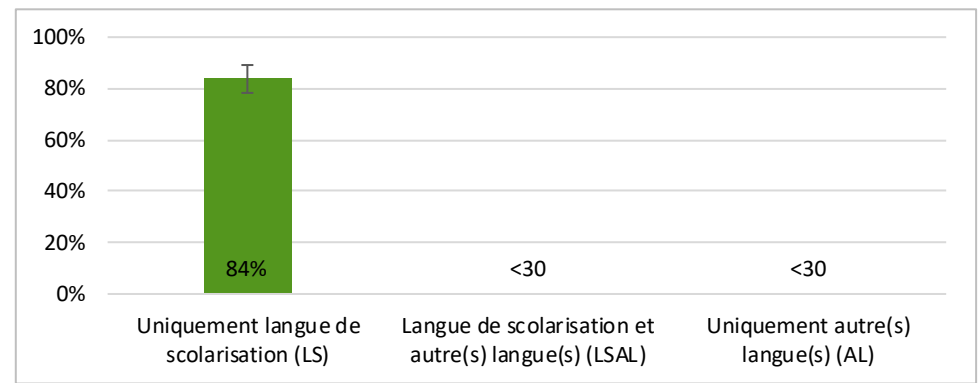 100%
80%
60%
40%
20%
0%
84%
<30
<30
Uniquement langue de
scolarisation (LS)
Langue de scolarisation et
autre(s) langue(s) (LSAL)
Uniquement autre(s)
langue(s) (AL)